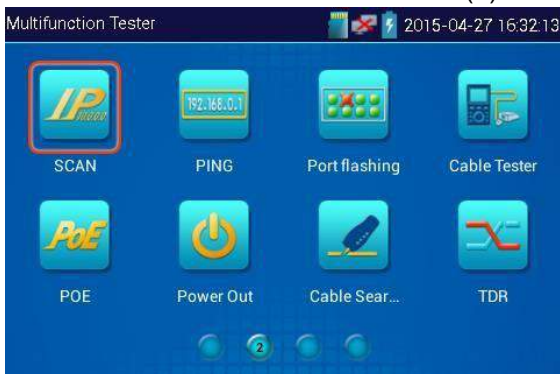 Multifunction Tester 2015-04-27 16:32:13
IP
192.168.0.1
SCAN PING Port flashing Cable Tester
PoE
POE Power Out Cable Sear... TDR
2